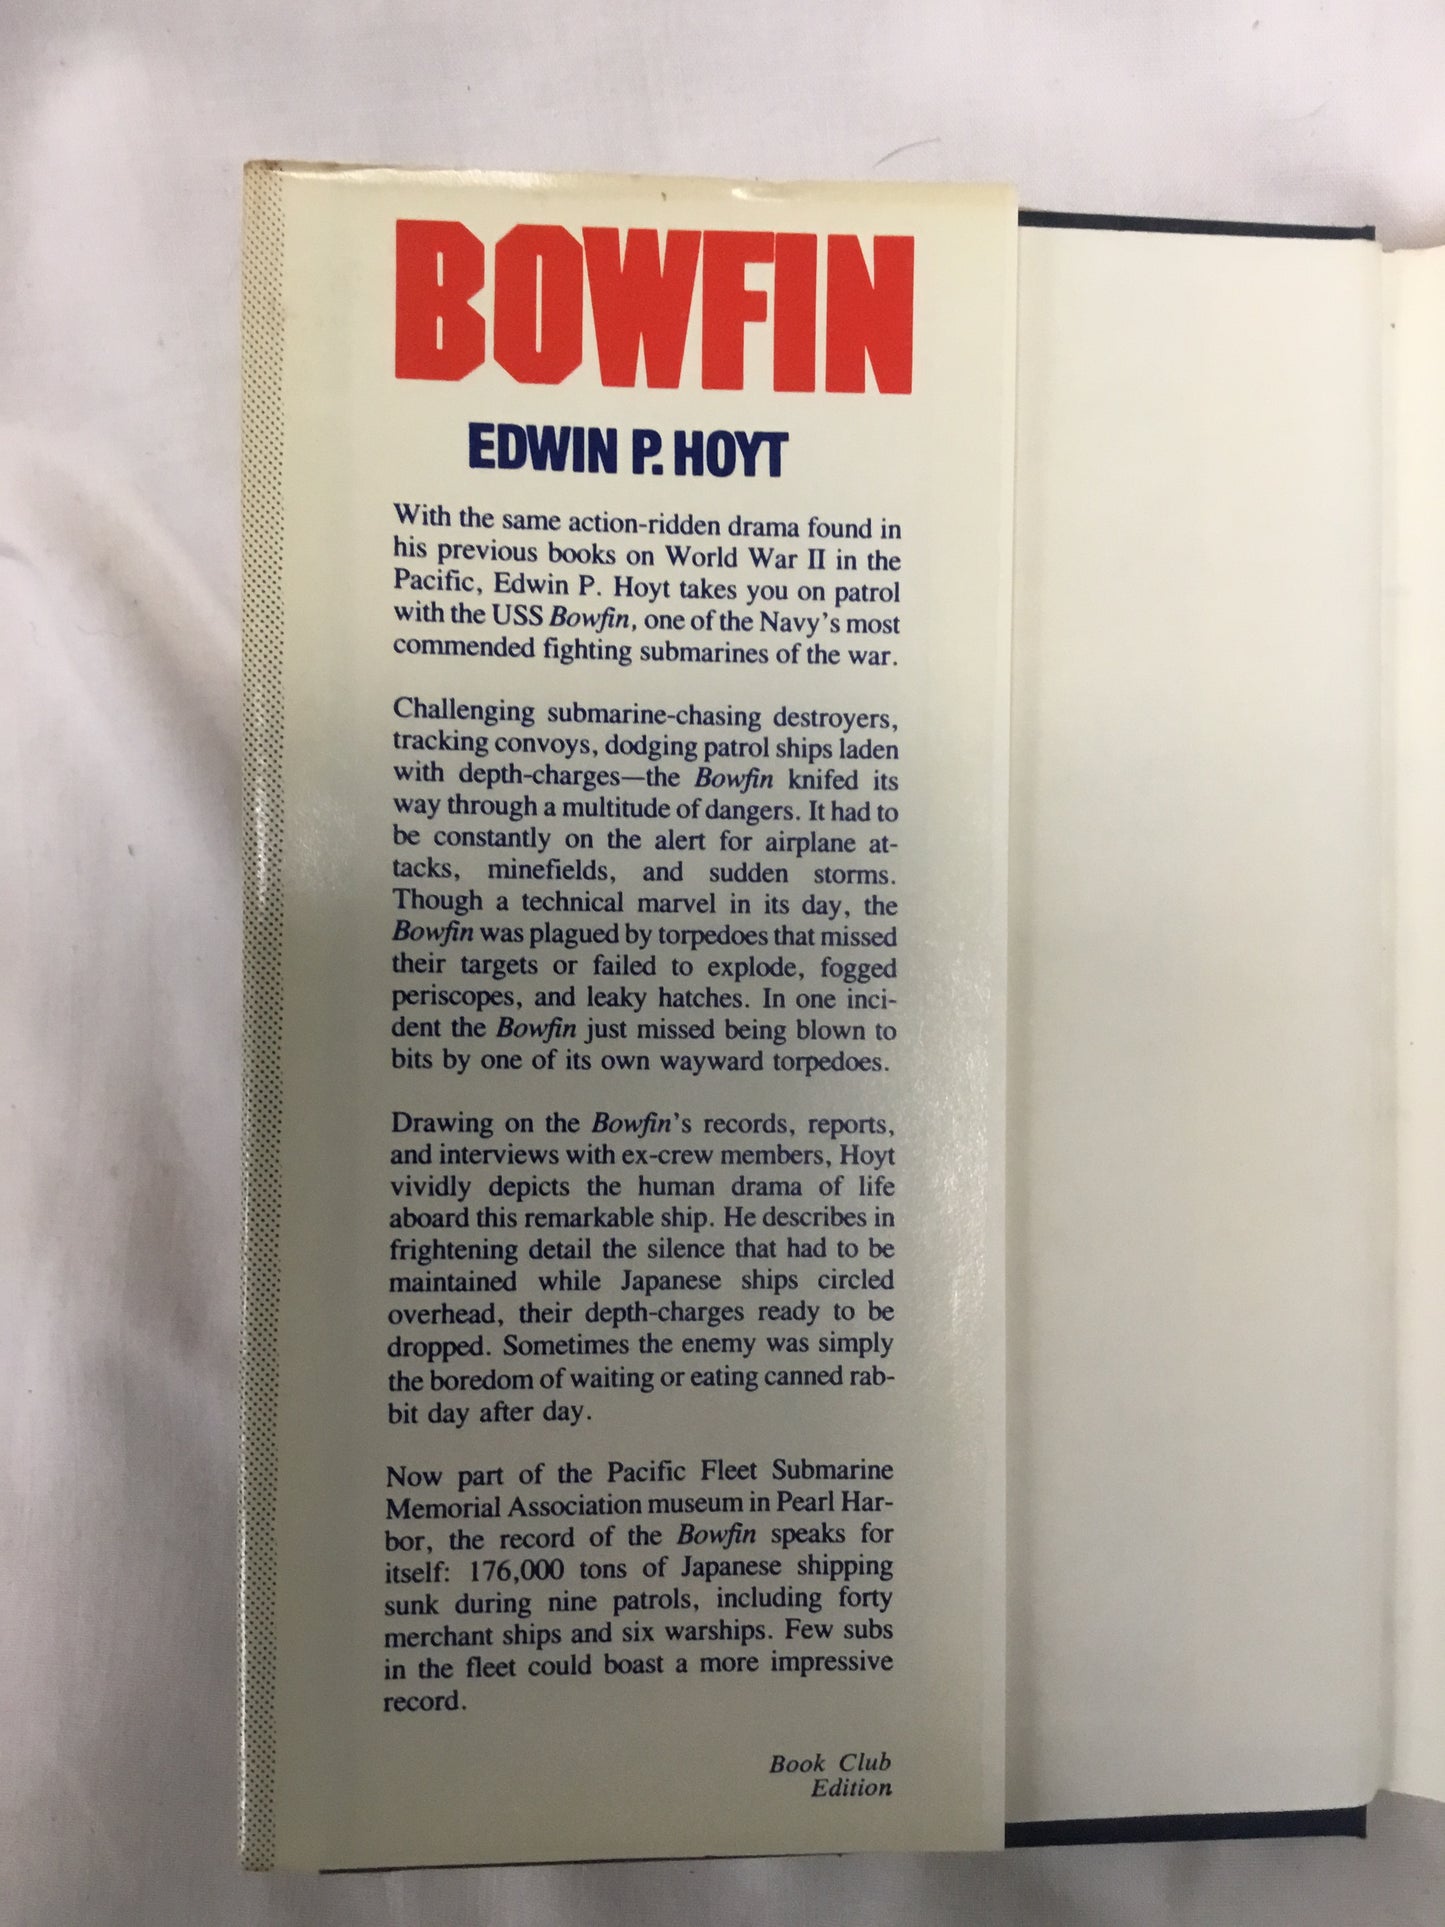 BOWFIN
EDWIN P. HOYT
With the same action-ridden drama found in
his previous books on World War II in the
Pacific, Edwin P. Hoyt takes you on patrol
with the USS Bowfin, one of the Navy's most
commended fighting submarines of the war.
Challenging submarine-chasing destroyers,
tracking convoys, dodging patrol ships laden
with depth-charges—the Bowfin knifed its
way through a multitude of dangers. It had to
be constantly on the alert for airplane at-
tacks, minefields, and sudden storms.
Though a technical marvel in its day, the
Bowfin was plagued by torpedoes that missed
their targets or failed to explode, fogged
periscopes, and leaky hatches. In one inci-
dent the Bowfin just missed being blown to
bits by one of its own wayward torpedoes.
Drawing on the Bowfin's records, reports,
and interviews with ex-crew members, Hoyt
vividly depicts the human drama of life
aboard this remarkable ship. He describes in
frightening detail the silence that had to be
maintained while Japanese ships circled
overhead, their depth-charges ready to be
dropped. Sometimes the enemy was simply
the boredom of waiting or eating canned rab-
bit day after day.
Now part of the Pacific Fleet Submarine
Memorial Association museum in Pearl Har-
bor, the record of the Bowfin speaks for
itself: 176,000 tons of Japanese shipping
sunk during nine patrols, including forty
merchant ships and six warships. Few subs
in the fleet could boast a more impressive
record.
Book Club
Edition